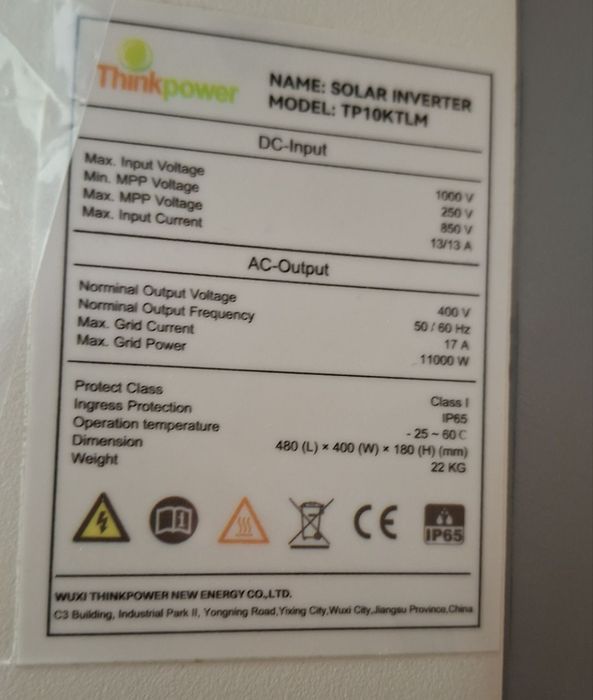 Thinkpower
NAME: SOLAR INVERTER
MODEL: TP10KTLM
DC-Input
Max. Input Voltage 1000 V
Min. MPP Voltage 250 V
Max. MPP Voltage 850 V
Max. Input Current 13/13 A
AC-Output
Norminal Output Voltage 400 V
Norminal Output Frequency 50 / 60 Hz
Max. Grid Current 17 A
Max. Grid Power 11000 W
Protect Class Class I
Ingress Protection IP65
Operation temperature - 25 ~ 60 C
Dimension 480 (L) × 400 (W) × 180 (H) (mm)
Weight 22 KG
CE
IP65
WUXI THINKPOWER NEW ENERGY CO.,LTD.
C3 Building, Industrial Park II, Yongning Road,Yixing City,Wuxi City,Jiangsu Province,China